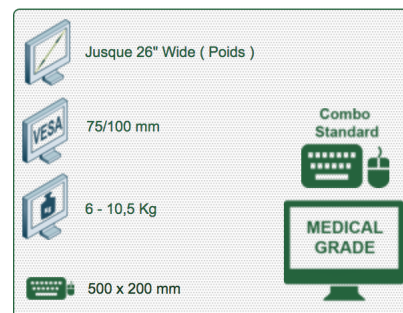 Jusque 26" Wide ( Poids )
VESA
75/100 mm
KG
6 - 10,5 Kg
500 x 200 mm
Combo
Standard
MEDICAL
GRADE